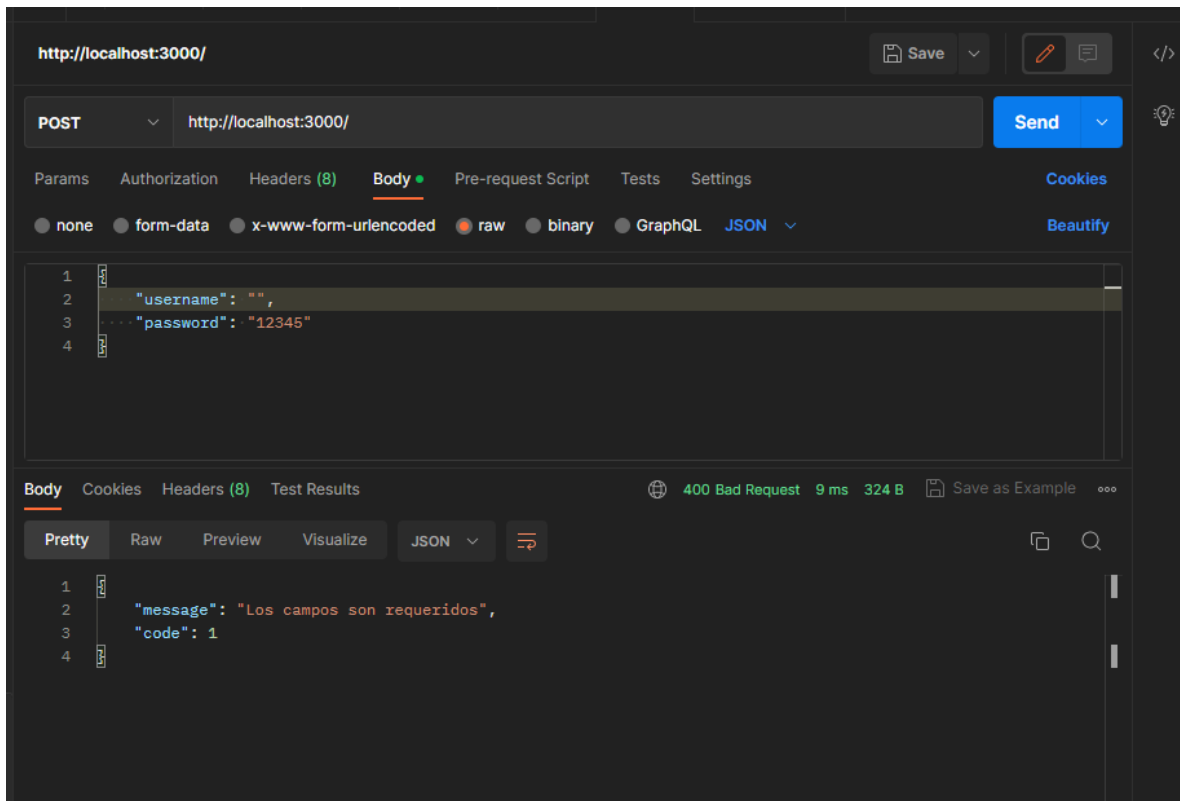 http://localhost:3000/ Save
POST http://localhost:3000/ Send
Params Authorization Headers (8) Body Pre-request Script Tests Settings Cookies
none form-data x-www-form-urlencoded raw binary GraphQL JSON Beautify
1 {
2 "username": "",
3 "password": "12345"
4 }
Body Cookies Headers (8) Test Results 400 Bad Request 9 ms 324 B Save as Example
Pretty Raw Preview Visualize JSON
1 {
2 "message": "Los campos son requeridos",
3 "code": 1
4 }